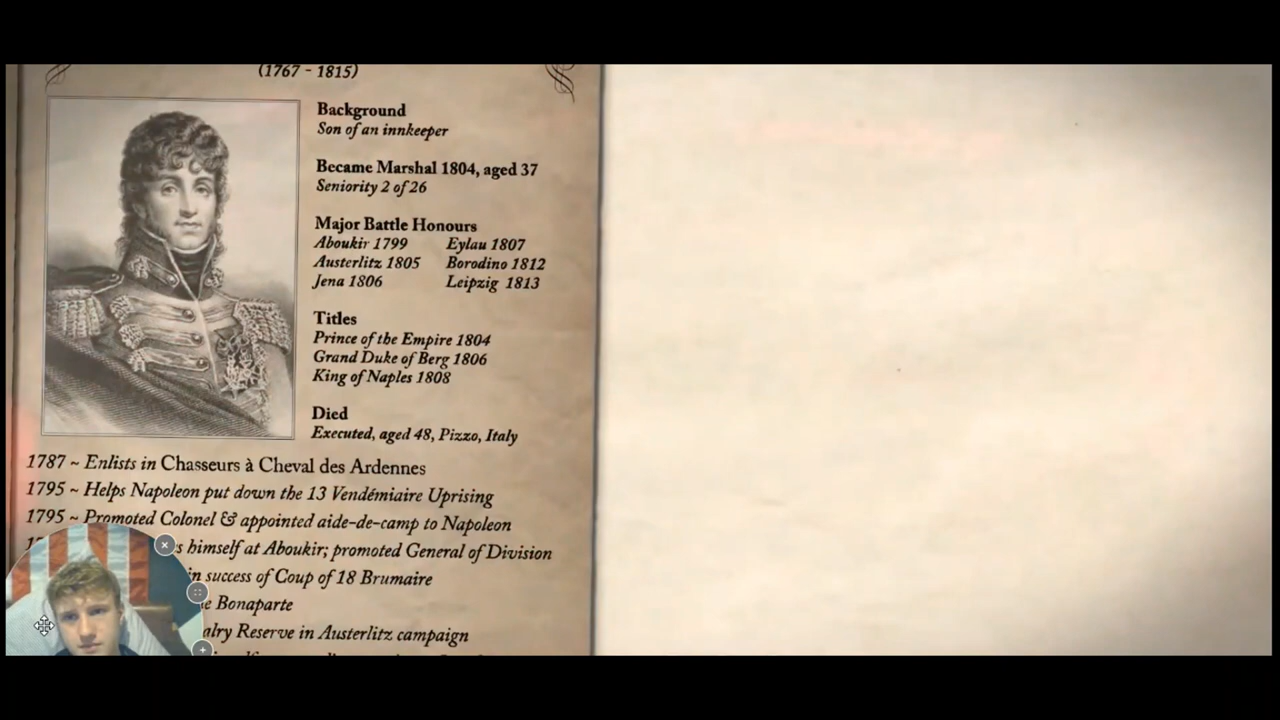 (1767 - 1815)
Background
Son of an innkeeper
Became Marshal 1804, aged 37
Seniority 2 of 26
Major Battle Honours
Aboukir 1799 Eylau 1807
Austerlitz 1805 Borodino 1812
Jena 1806 Leipzig 1813
Titles
Prince of the Empire 1804
Grand Duke of Berg 1806
King of Naples 1808
Died
Executed, aged 48, Pizzo, Italy
1787 ~ Enlists in Chasseurs à Cheval des Ardennes
1795 ~ Helps Napoleon put down the 13 Vendémiaire Uprising
1795 ~ Promoted Colonel & appointed aide-de-camp to Napoleon
himself at Aboukir; promoted General of Division
in success of Coup of 18 Brumaire
Bonaparte
Reserve in Austerlitz campaign